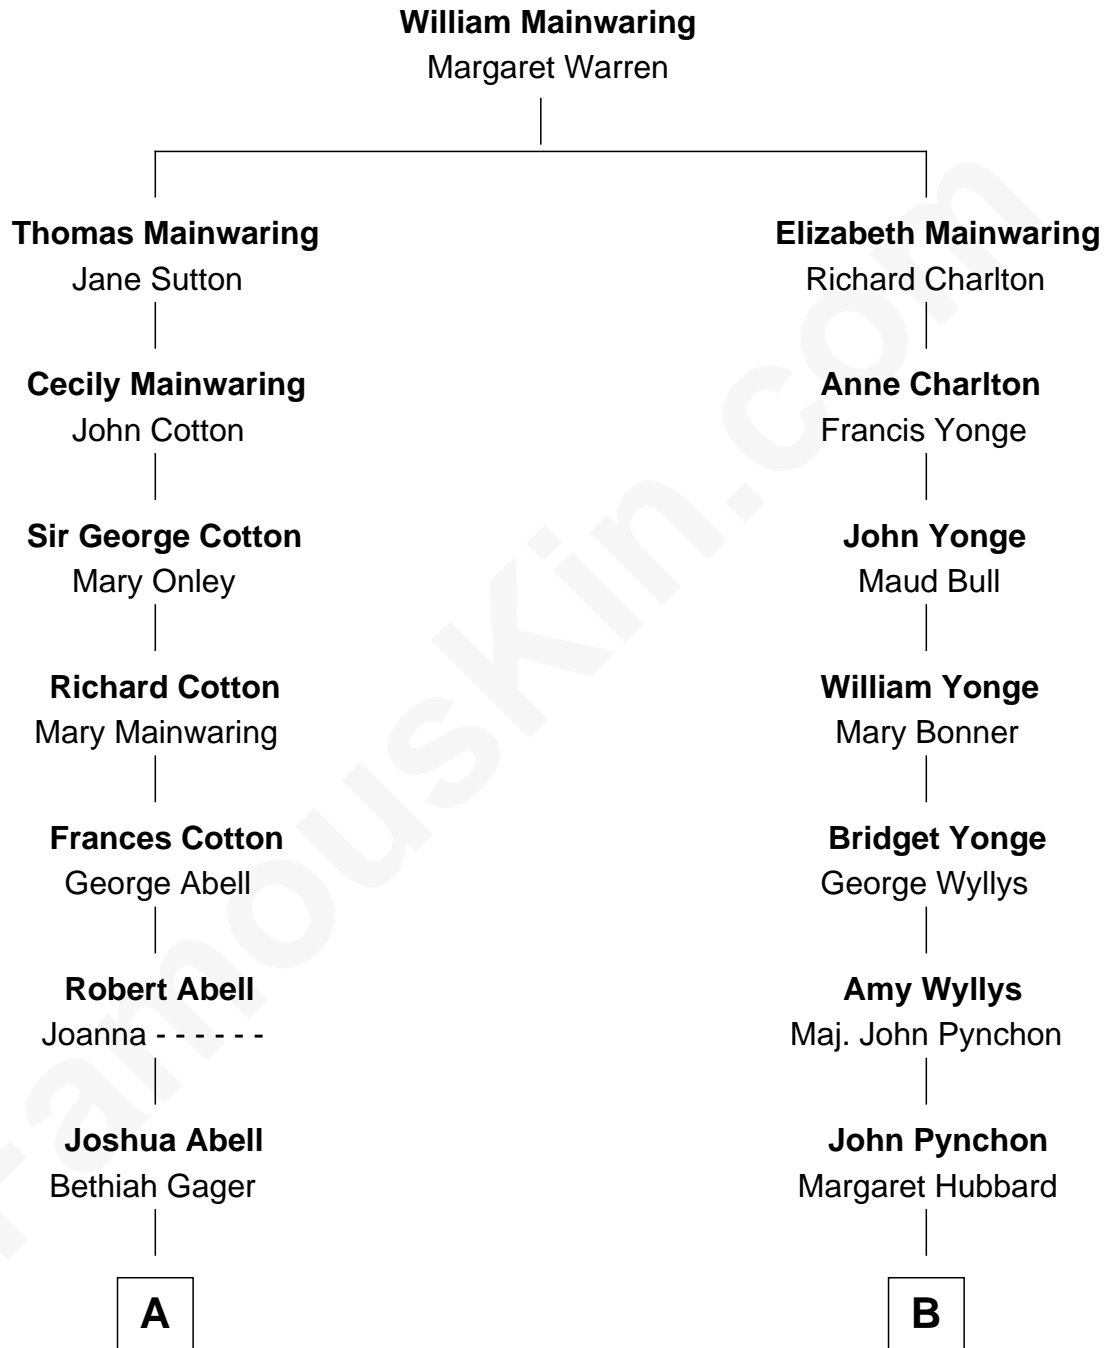 William Mainwaring
Margaret Warren
Thomas Mainwaring
Jane Sutton
Elizabeth Mainwaring
Richard Charlton
Cecily Mainwaring
John Cotton
Anne Charlton
Francis Yonge
Sir George Cotton
Mary Onley
John Yonge
Maud Bull
Richard Cotton
Mary Mainwaring
William Yonge
Mary Bonner
Frances Cotton
George Abell
Bridget Yonge
George Wyllys
Robert Abell
Joanna - - - - - -
Amy Wyllys
Maj. John Pynchon
Joshua Abell
Bethiah Gager
John Pynchon
Margaret Hubbard
A
B
FamousKin.com